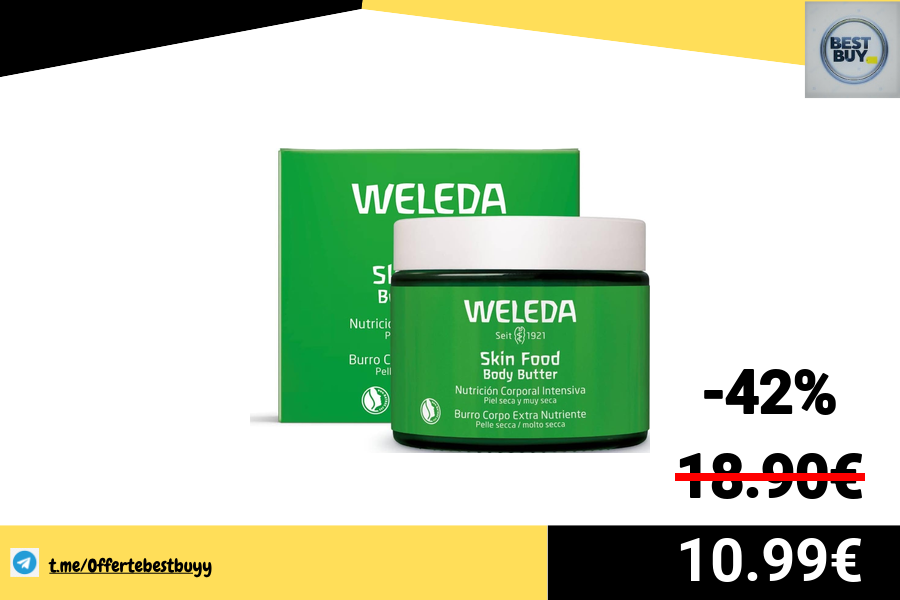 BEST
BUY
WELEDA
WELEDA
Seit 1921
Skin Food
Body Butter
Nutrición Corporal Intensiva
Piel seca y muy seca
Burro Corpo Extra Nutriente
Pelle secca / molto secca
-42%
18.90€
10.99€
t.me/Offertebestbuyy